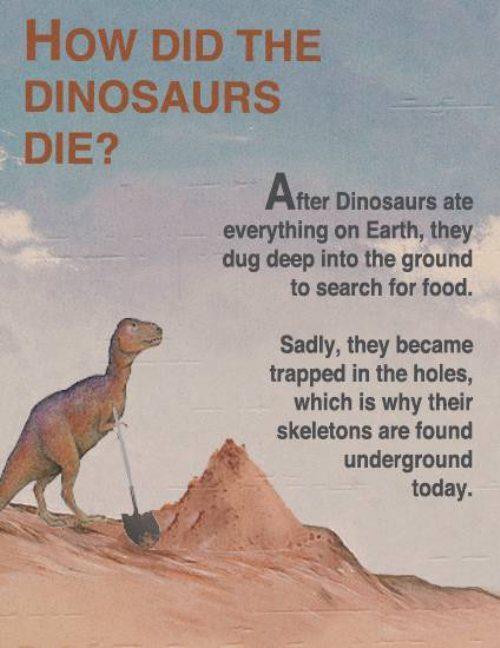 HOW DID THE
DINOSAURS
DIE?
After Dinosaurs ate
everything on Earth, they
dug deep into the ground
to search for food.
Sadly, they became
trapped in the holes,
which is why their
skeletons are found
underground
today.